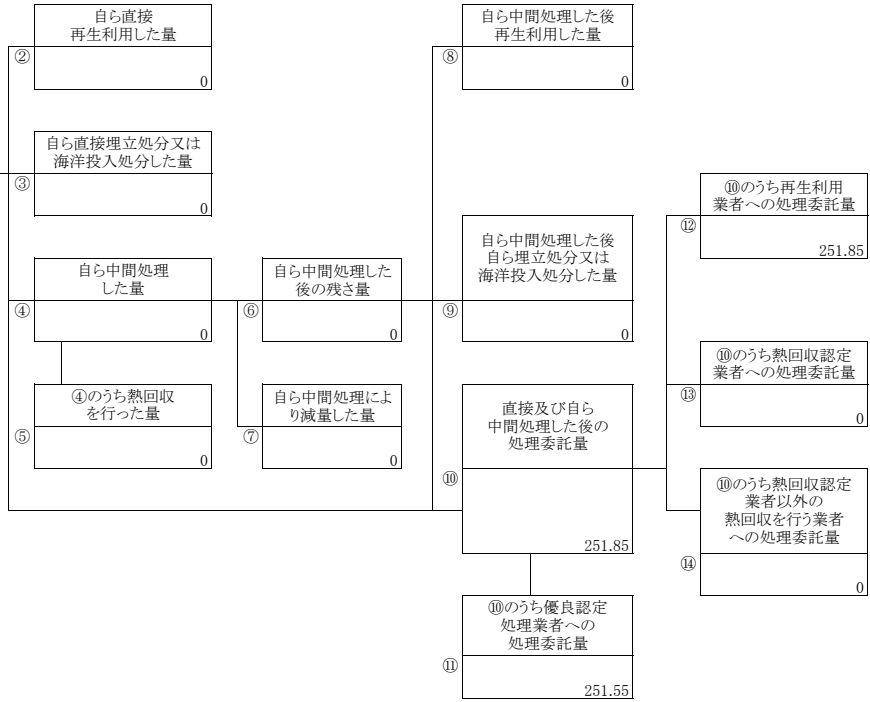 自ら直接
再生利用した量
②
0
自ら直接埋立処分又は
海洋投入処分した量
③
0
自ら中間処理
した量
④
0
④のうち熱回収
を行った量
⑤
0
自ら中間処理した
後の残さ量
⑥
0
自ら中間処理によ
り減量した量
⑦
0
自ら中間処理した後
再生利用した量
⑧
0
自ら中間処理した後
自ら埋立処分又は
海洋投入処分した量
⑨
0
直接及び自ら
中間処理した後の
処理委託量
⑩
251.85
⑩のうち優良認定
処理業者への
処理委託量
⑪
251.55
⑩のうち再生利用
業者への処理委託量
⑫
251.85
⑩のうち熱回収認定
業者への処理委託量
⑬
0
⑩のうち熱回収認定
業者以外の
熱回収を行う業者
への処理委託量
⑭
0